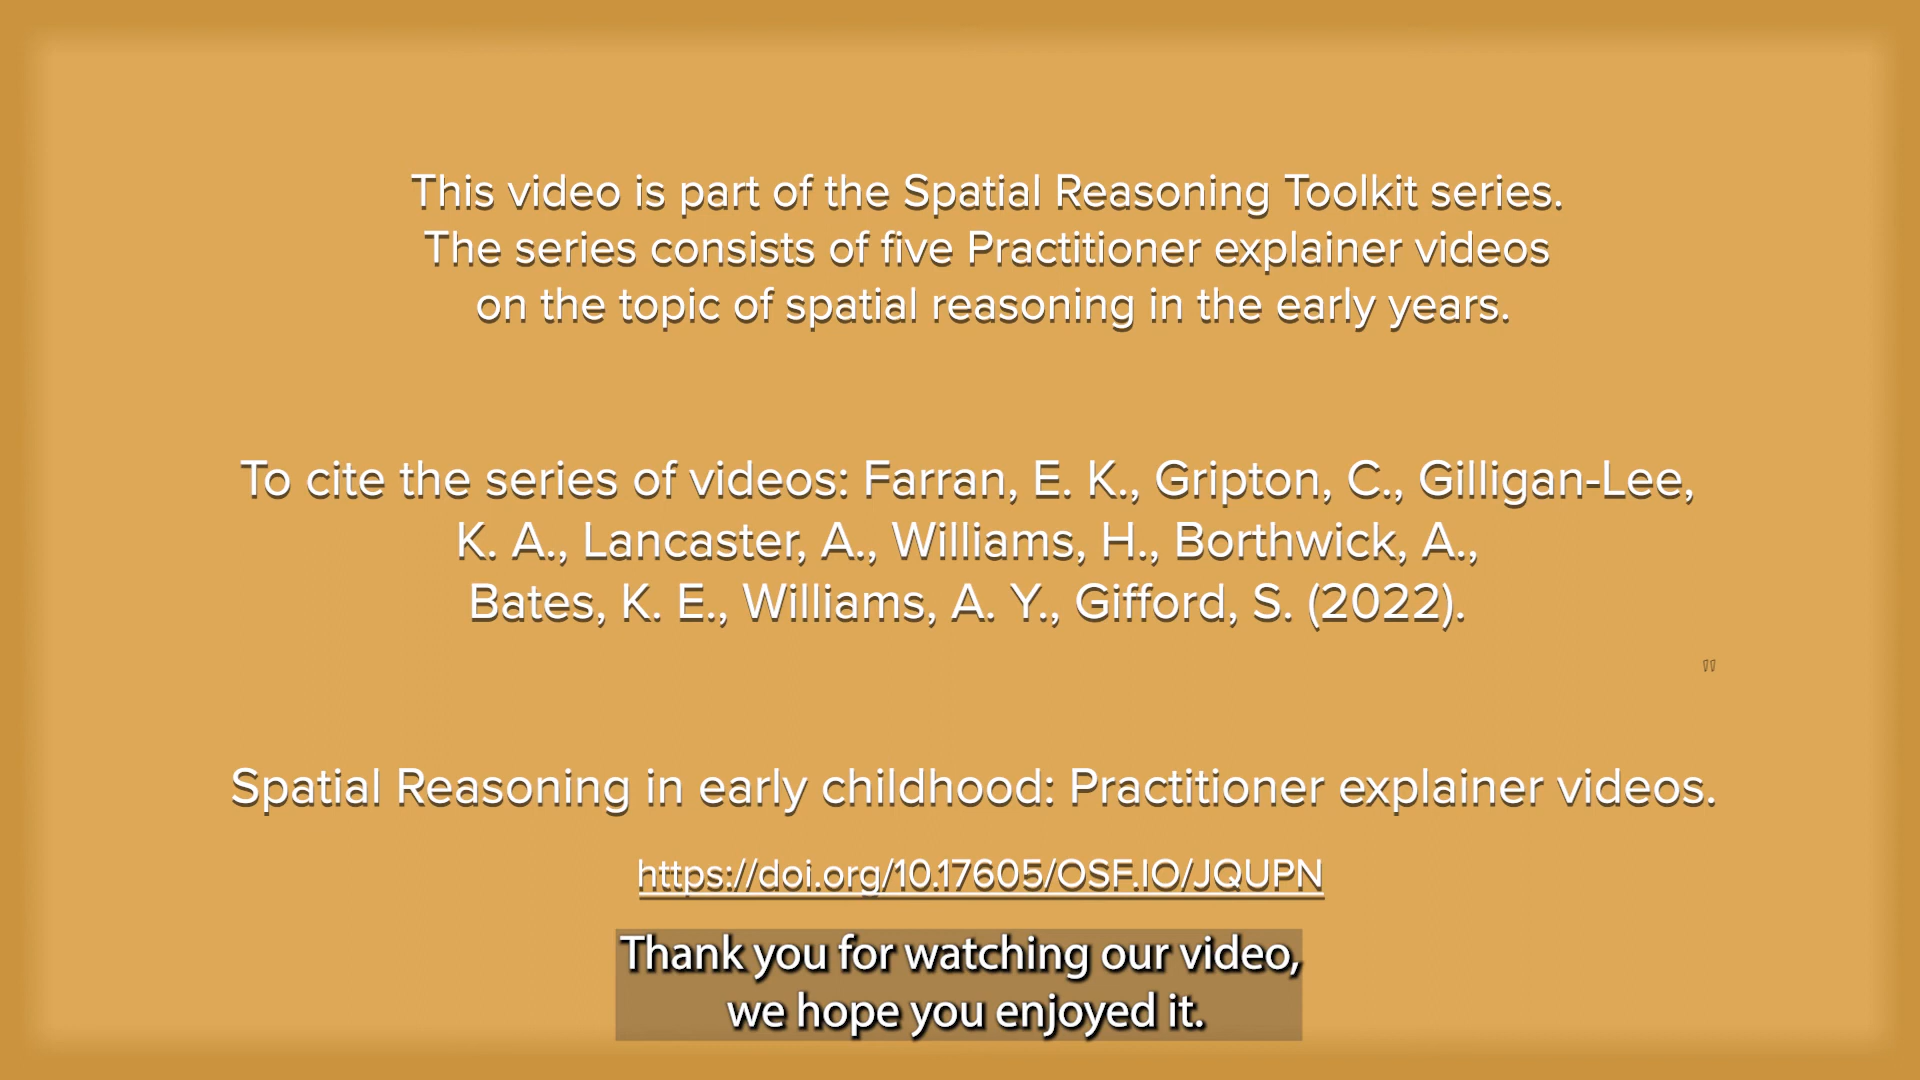 This video is part of the Spatial Reasoning Toolkit series.
The series consists of five Practitioner explainer videos
on the topic of spatial reasoning in the early years.
To cite the series of videos: Farran, E. K., Gripton, C., Gilligan-Lee,
K. A., Lancaster, A., Williams, H., Borthwick, A.,
Bates, K. E., Williams, A. Y., Gifford, S. (2022).
"
Spatial Reasoning in early childhood: Practitioner explainer videos.
https://doi.org/10.17605/OSF.IO/JQUPN
Thank you for watching our video,
we hope you enjoyed it.